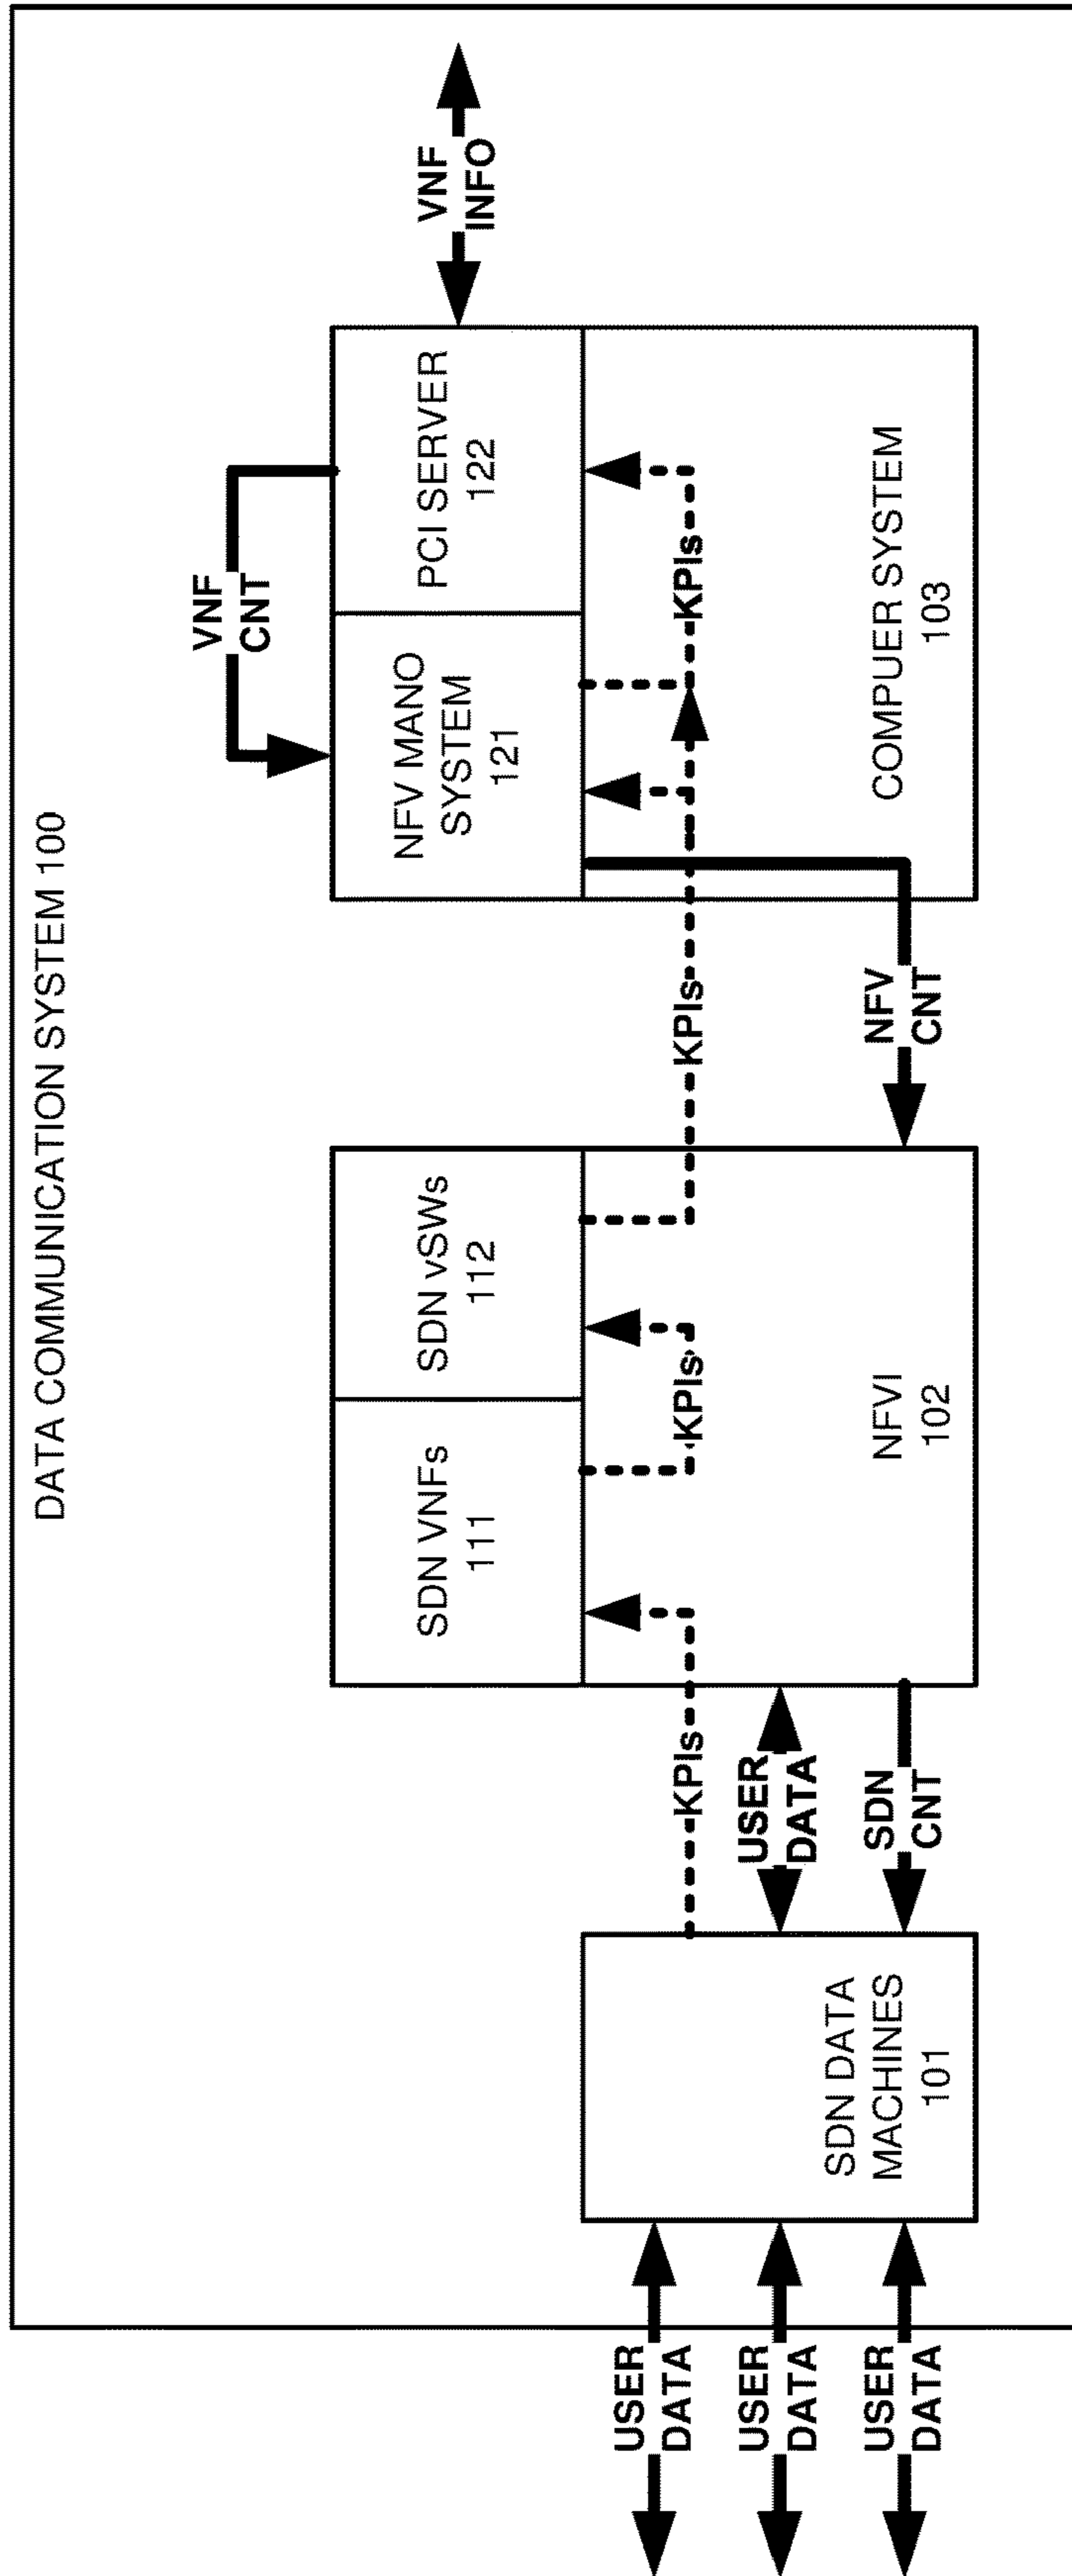 DATA COMMUNICATION SYSTEM 100
USER
DATA
USER
DATA
USER
DATA
SDN DATA
MACHINES
101
KPIs
USER
DATA
SDN
CNT
SDN VNFs
111
SDN vSWs
112
KPIs
NFVI
102
KPIs
NFV
CNT
VNF
CNT
NFV MANO
SYSTEM
121
PCI SERVER
122
KPIs
COMPUER SYSTEM
103
VNF
INFO